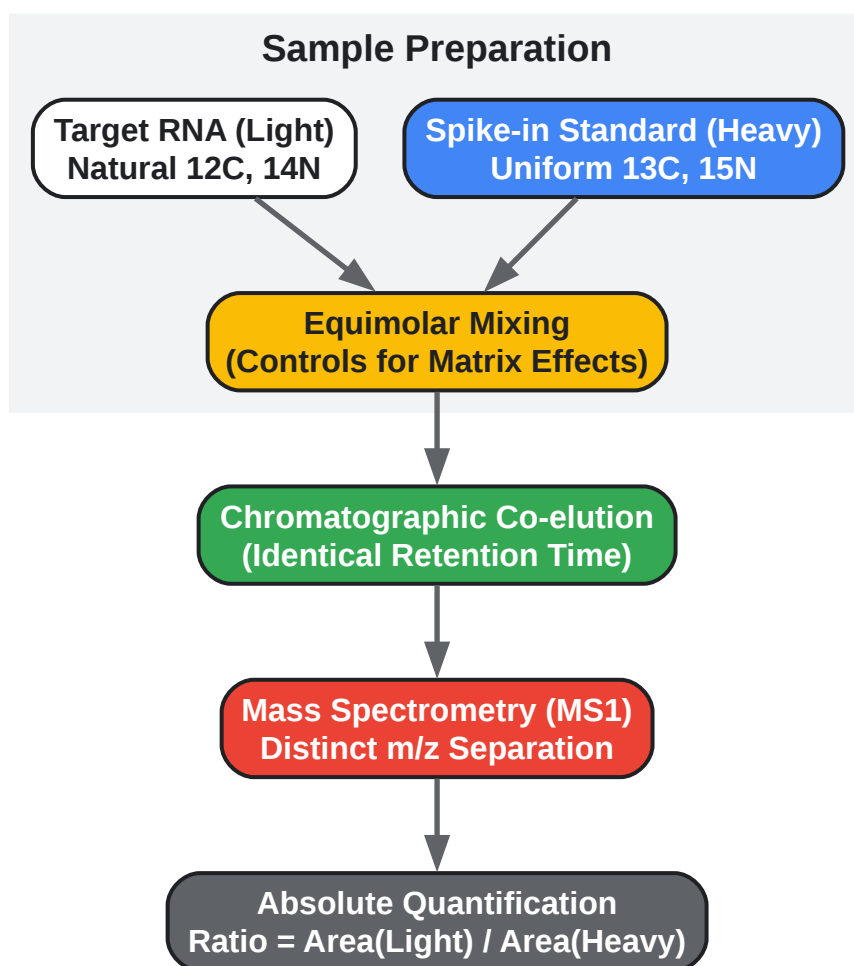 Sample Preparation
Target RNA (Light)
Natural 12C, 14N
Spike-in Standard (Heavy)
Uniform 13C, 15N
Equimolar Mixing
(Controls for Matrix Effects)
Chromatographic Co-elution
(Identical Retention Time)
Mass Spectrometry (MS1)
Distinct m/z Separation
Absolute Quantification
Ratio = Area(Light) / Area(Heavy)